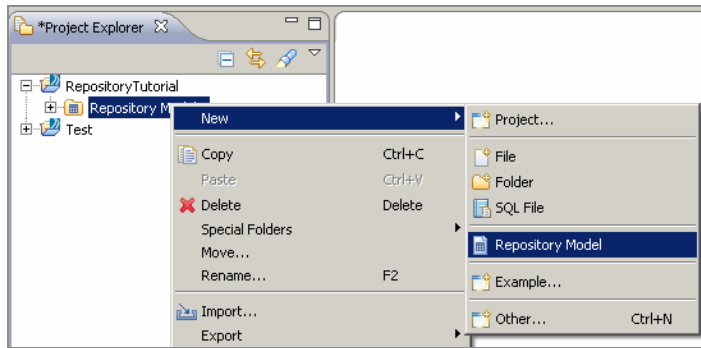 *Project Explorer
RepositoryTutorial
Repository
Test
New
Copy Ctrl+C
Paste Ctrl+V
Delete Delete
Special Folders
Move...
Rename... F2
Import...
Export
Project...
File
Folder
SQL File
Repository Model
Example...
Other... Ctrl+N